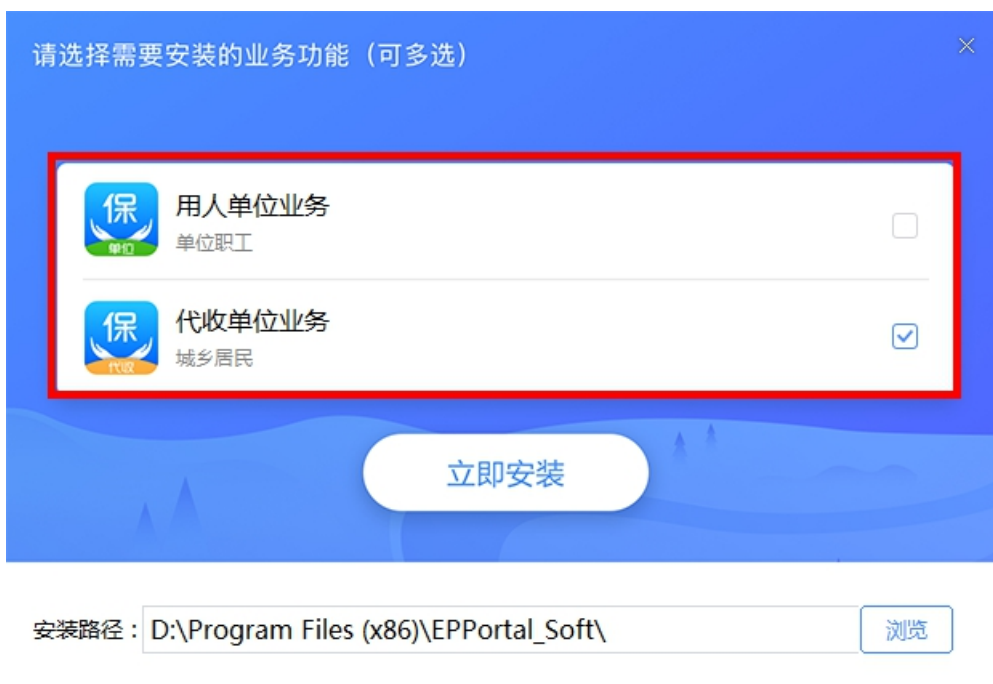 请选择需要安装的业务功能（可多选）
保
单位
用人单位业务
单位职工
保
代收
代收单位业务
城乡居民
立即安装
安装路径：D:\Program Files (x86)\EPPortal_Soft\ 浏览